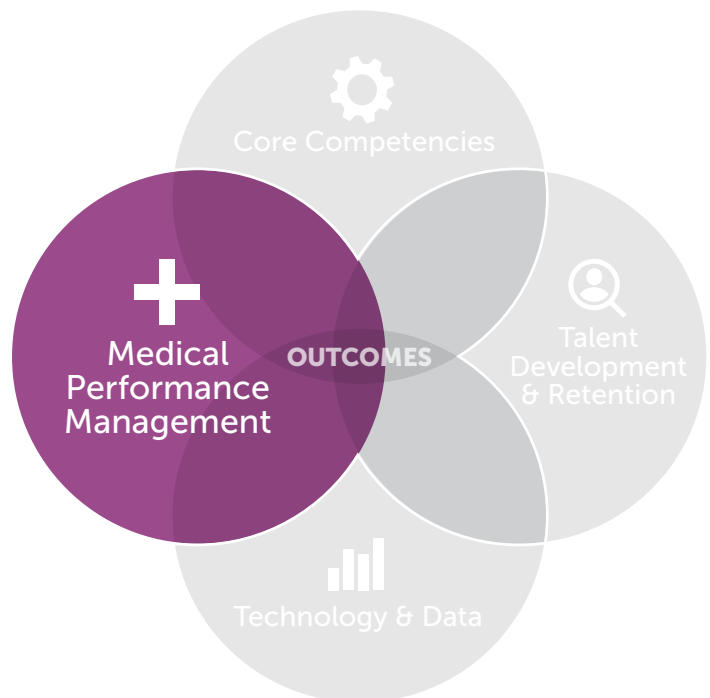 Core Competencies
Medical
Performance
Management
OUTCOMES
Talent
Development
& Retention
Technology & Data